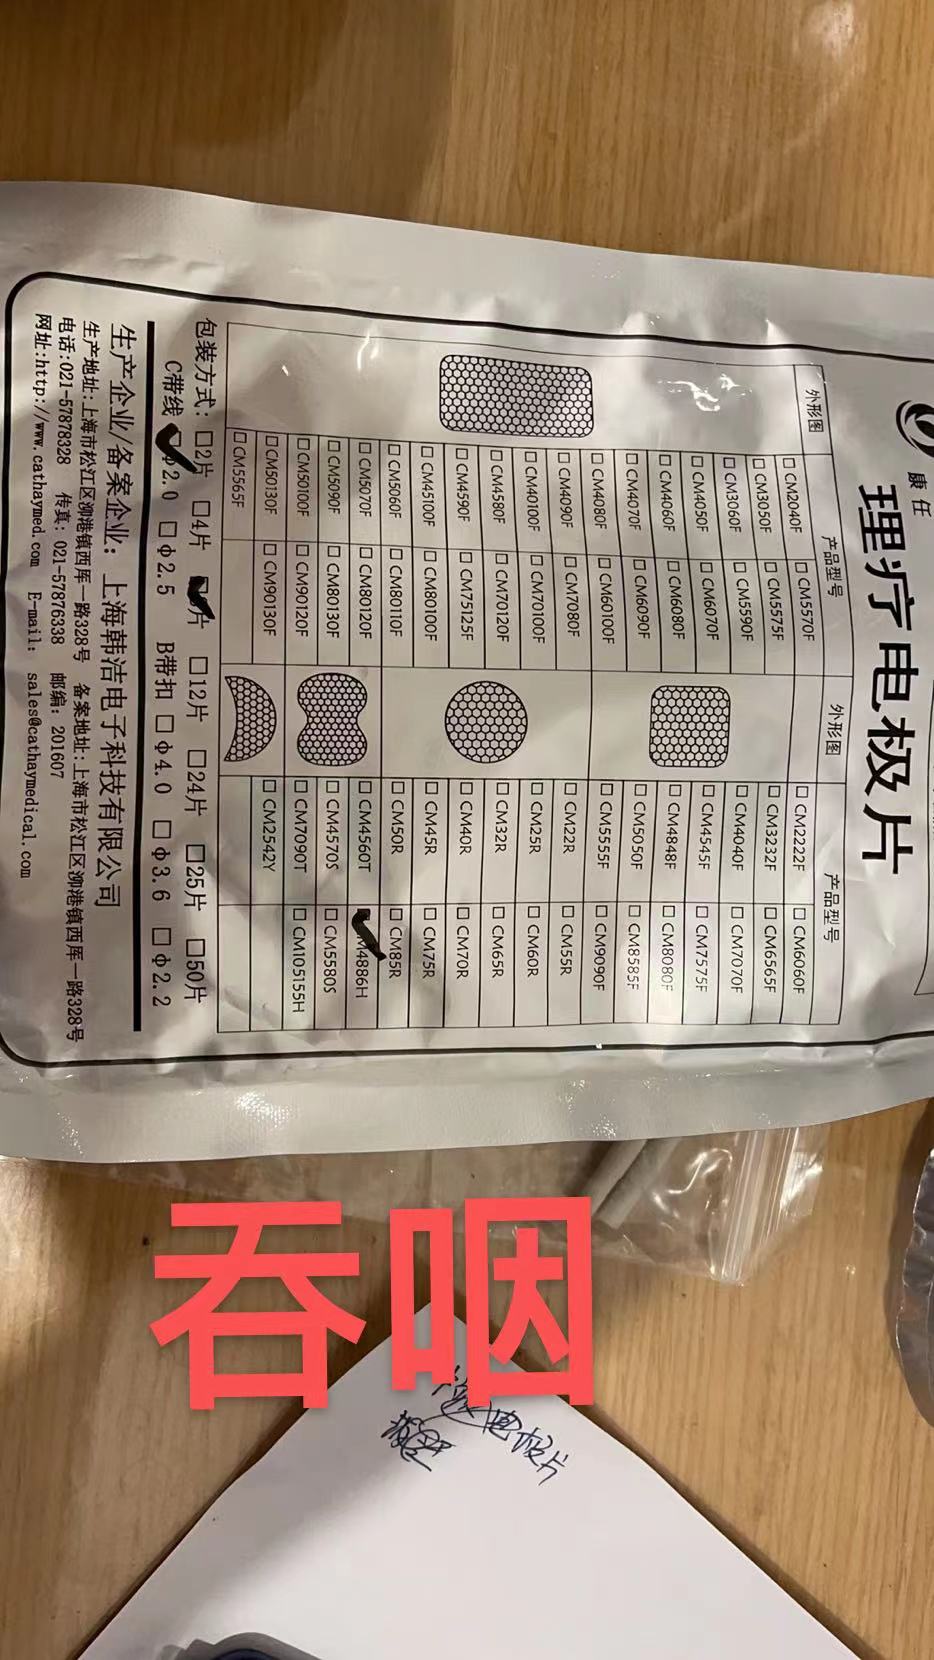 康任
理疗电极片
外形图 产品型号 外形图 产品型号
□CM2040F □CM5570F □CM2222F □CM6060F
□CM3050F □CM5575F □CM3232F □CM6565F
□CM3060F □CM5590F □CM4040F □CM7070F
□CM4050F □CM6070F □CM4545F □CM7575F
□CM4060F □CM6080F □CM4848F □CM8080F
□CM4070F □CM6090F □CM5050F □CM8585F
□CM4080F □CM60100F □CM5555F □CM9090F
□CM4090F □CM7080F □CM22R □CM55R
□CM40100F □CM70100F □CM25R □CM60R
□CM4580F □CM70120F □CM32R □CM65R
□CM4590F □CM75125F □CM40R □CM70R
□CM45100F □CM80100F □CM45R □CM75R
□CM5060F □CM80110F □CM50R □CM85R
□CM5070F □CM80120F □CM4560T M4886H
□CM5090F □CM80130F □CM4570S □CM5580S
□CM50100F □CM90120F □CM7090T □CM105155H
□CM50130F □CM90130F □CM2542Y
□CM5565F
包装方式: □2片 □4片 片 □12片 □24片 □25片 □50片
C带线 φ2.0 □φ2.5 B带扣 □φ4.0 □φ3.6 □φ2.2
生产企业/备案企业: 上海韩洁电子科技有限公司
生产地址:上海市松江区泖港镇西厍一路328号 备案地址:上海市松江区泖港镇西厍一路328号
电话:021-57878328 传真: 021-57876338 邮编: 201607
网址:http://www.cathaymed.com E-mail: sales@cathaymedical.com
吞咽
电极片